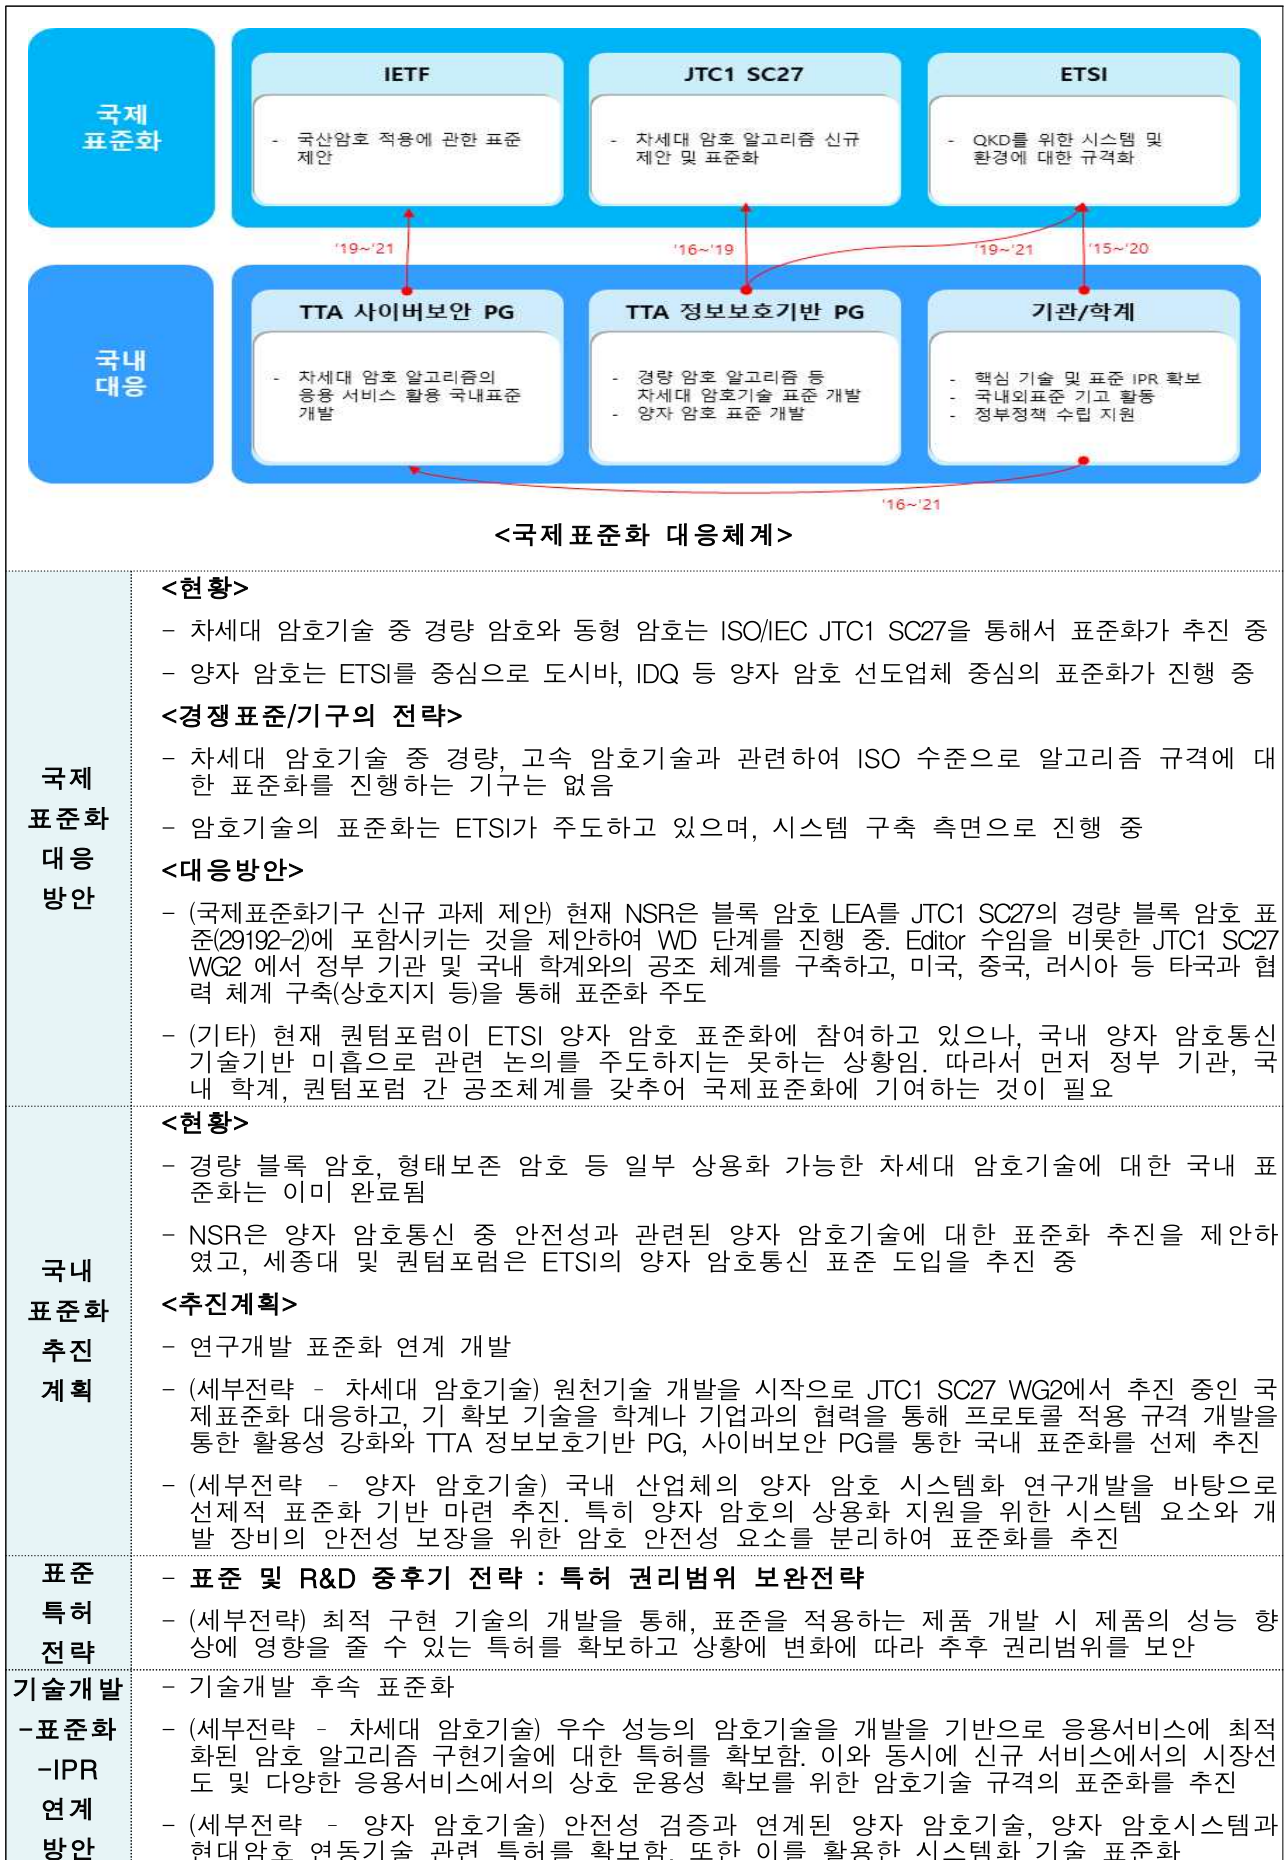 국제
표준화
IETF
- 국산암호 적용에 관한 표준
제안
JTC1 SC27
- 차세대 암호 알고리즘 신규
제안 및 표준화
ETSI
- QKD를 위한 시스템 및
환경에 대한 규격화
'19~'21
'16~'19
'19~'21
'15~'20
국내
대응
TTA 사이버보안 PG
- 차세대 암호 알고리즘의
응용 서비스 활용 국내표준
개발
TTA 정보보호기반 PG
- 경량 암호 알고리즘 등
차세대 암호기술 표준 개발
- 양자 암호 표준 개발
기관/학계
- 핵심 기술 및 표준 IPR 확보
- 국내외표준 기고 활동
- 정부정책 수립 지원
'16~'21
<국제표준화 대응체계>
국제
표준화
대응
방안
<현황>
- 차세대 암호기술 중 경량 암호와 동형 암호는 ISO/IEC JTC1 SC27을 통해서 표준화가 추진 중
- 양자 암호는 ETSI를 중심으로 도시바, IDQ 등 양자 암호 선도업체 중심의 표준화가 진행 중
<경쟁표준/기구의 전략>
- 차세대 암호기술 중 경량, 고속 암호기술과 관련하여 ISO 수준으로 알고리즘 규격에 대
한 표준화를 진행하는 기구는 없음
- 암호기술의 표준화는 ETSI가 주도하고 있으며, 시스템 구축 측면으로 진행 중
<대응방안>
- (국제표준화기구 신규 과제 제안) 현재 NSR은 블록 암호 LEA를 JTC1 SC27의 경량 블록 암호 표
준(29192-2)에 포함시키는 것을 제안하여 WD 단계를 진행 중. Editor 수임을 비롯한 JTC1 SC27
WG2 에서 정부 기관 및 국내 학계와의 공조 체계를 구축하고, 미국, 중국, 러시아 등 타국과 협
력 체계 구축(상호지지 등)을 통해 표준화 주도
- (기타) 현재 퀀텀포럼이 ETSI 양자 암호 표준화에 참여하고 있으나, 국내 양자 암호통신
기술기반 미흡으로 관련 논의를 주도하지는 못하는 상황임. 따라서 먼저 정부 기관, 국
내 학계, 퀀텀포럼 간 공조체계를 갖추어 국제표준화에 기여하는 것이 필요
국내
표준화
추진
계획
<현황>
- 경량 블록 암호, 형태보존 암호 등 일부 상용화 가능한 차세대 암호기술에 대한 국내 표
준화는 이미 완료됨
- NSR은 양자 암호통신 중 안전성과 관련된 양자 암호기술에 대한 표준화 추진을 제안하
였고, 세종대 및 퀀텀포럼은 ETSI의 양자 암호통신 표준 도입을 추진 중
<추진계획>
- 연구개발 표준화 연계 개발
- (세부전략 - 차세대 암호기술) 원천기술 개발을 시작으로 JTC1 SC27 WG2에서 추진 중인 국
제표준화 대응하고, 기 확보 기술을 학계나 기업과의 협력을 통해 프로토콜 적용 규격 개발을
통한 활용성 강화와 TTA 정보보호기반 PG, 사이버보안 PG를 통한 국내 표준화를 선제 추진
- (세부전략 - 양자 암호기술) 국내 산업체의 양자 암호 시스템화 연구개발을 바탕으로
선제적 표준화 기반 마련 추진. 특히 양자 암호의 상용화 지원을 위한 시스템 요소와 개
발 장비의 안전성 보장을 위한 암호 안전성 요소를 분리하여 표준화를 추진
표준
특허
전략
- 표준 및 R&D 중후기 전략 : 특허 권리범위 보완전략
- (세부전략) 최적 구현 기술의 개발을 통해, 표준을 적용하는 제품 개발 시 제품의 성능 향
상에 영향을 줄 수 있는 특허를 확보하고 상황에 변화에 따라 추후 권리범위를 보안
기술개발
-표준화
-IPR
연계
방안
- 기술개발 후속 표준화
- (세부전략 - 차세대 암호기술) 우수 성능의 암호기술을 개발을 기반으로 응용서비스에 최적
화된 암호 알고리즘 구현기술에 대한 특허를 확보함. 이와 동시에 신규 서비스에서의 시장선
도 및 다양한 응용서비스에서의 상호 운용성 확보를 위한 암호기술 규격의 표준화를 추진
- (세부전략 - 양자 암호기술) 안전성 검증과 연계된 양자 암호기술, 양자 암호시스템과
현대암호 연동기술 관련 특허를 확보함. 또한 이를 활용한 시스템화 기술 표준화